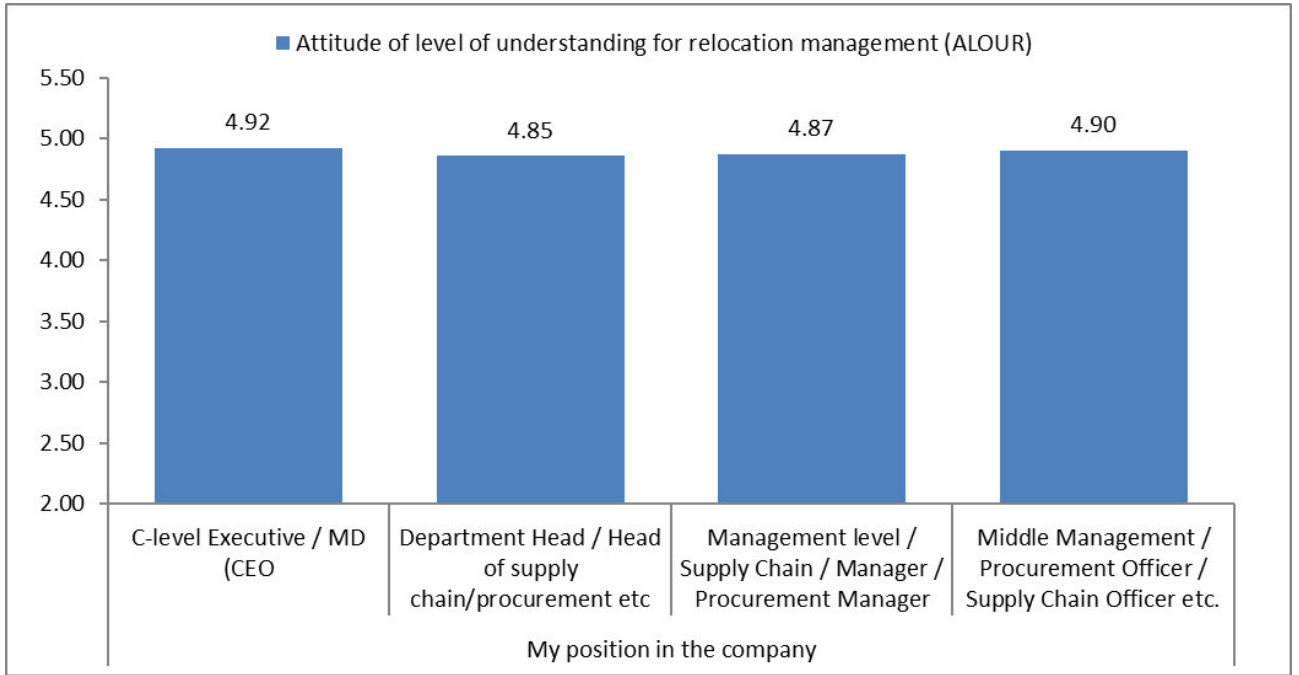 Attitude of level of understanding for relocation management (ALOUR)
5.50
5.00
4.50
4.00
3.50
3.00
2.50
2.00
4.92
4.85
4.87
4.90
C-level Executive / MD
(CEO
Department Head / Head
of supply
chain/procurement etc
Management level /
Supply Chain / Manager /
Procurement Manager
Middle Management /
Procurement Officer /
Supply Chain Officer etc.
My position in the company